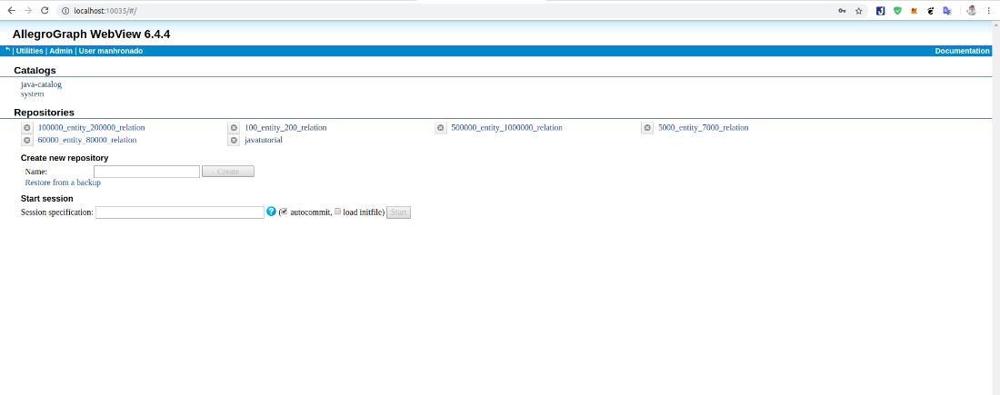 localhost:10035/#/
AllegroGraph WebView 6.4.4
| Utilities | Admin | User manhronado Documentation
Catalogs
java-catalog
system
Repositories
100000_entity_200000_relation 100_entity_200_relation 500000_entity_1000000_relation 5000_entity_7000_relation
60000_entity_80000_relation javatutorial
Create new repository
Name: Create
Restore from a backup
Start session
Session specification: ? (autocommit, load initfile) Start